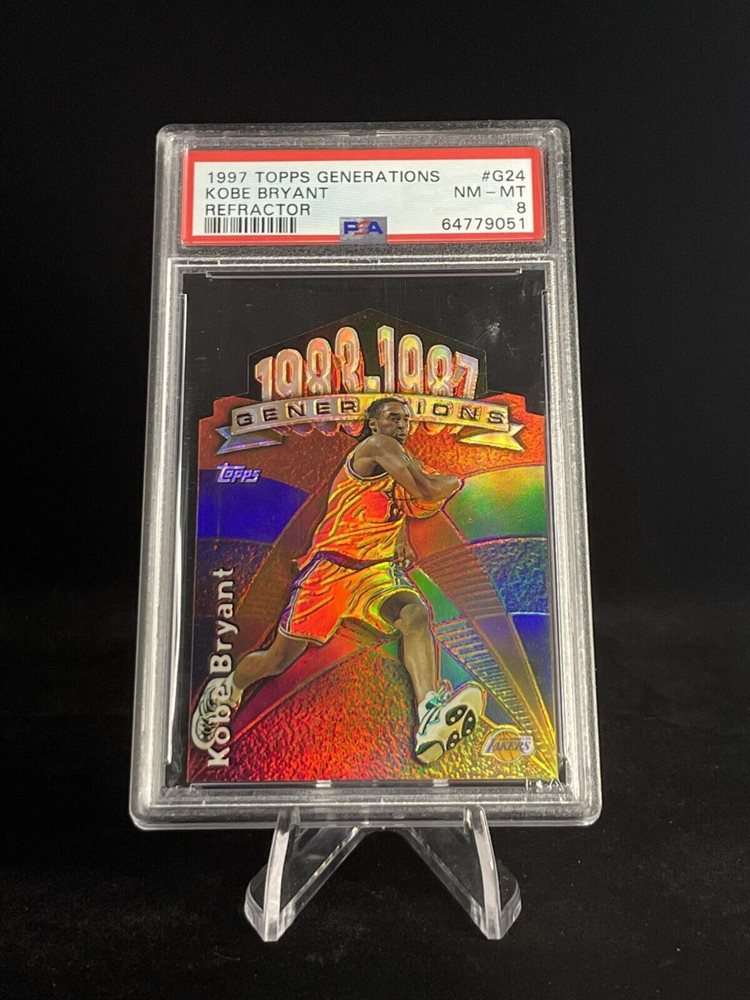 1997 TOPPS GENERATIONS #G24
KOBE BRYANT NM - MT
REFRACTOR 8
PSA 64779051
1983-1987
GENERATIONS
Topps
Kobe Bryant
LAKERS